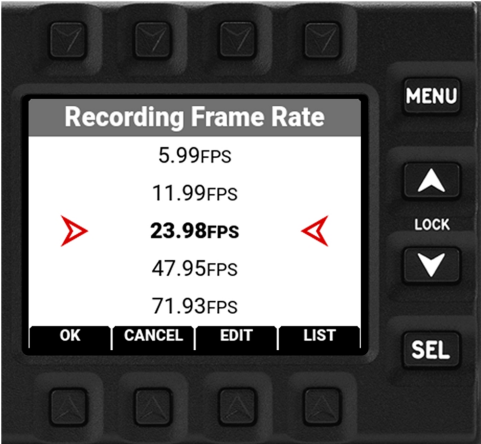 MENU
Recording Frame Rate
5.99FPS
11.99FPS
23.98FPS
LOCK
47.95FPS
71.93FPS
OK CANCEL EDIT LIST
SEL